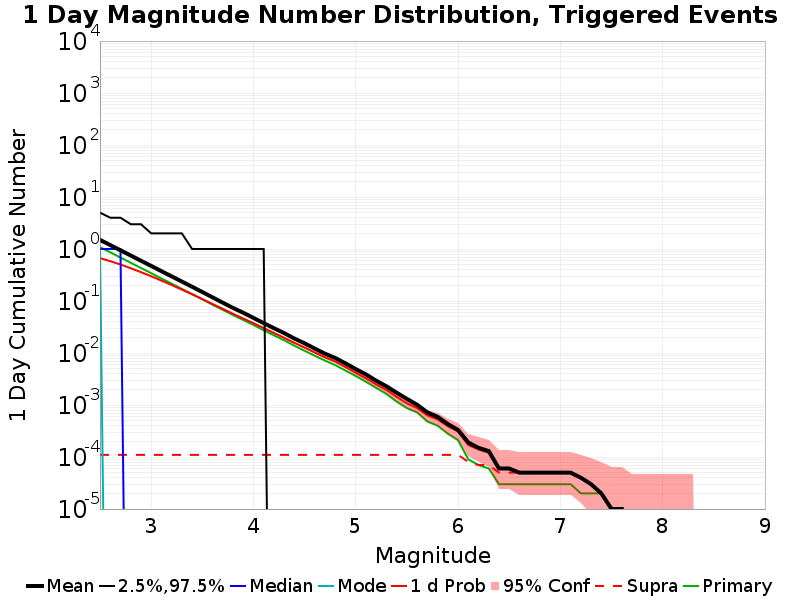 1 Day Magnitude Number Distribution, Triggered Events
10^4
10^3
10^2
10^1
10^0
10^-1
10^-2
10^-3
10^-4
10^-5
1 Day Cumulative Number
3 4 5 6 7 8 9
Magnitude
Mean 2.5%,97.5% Median Mode 1 d Prob 95% Conf Supra Primary